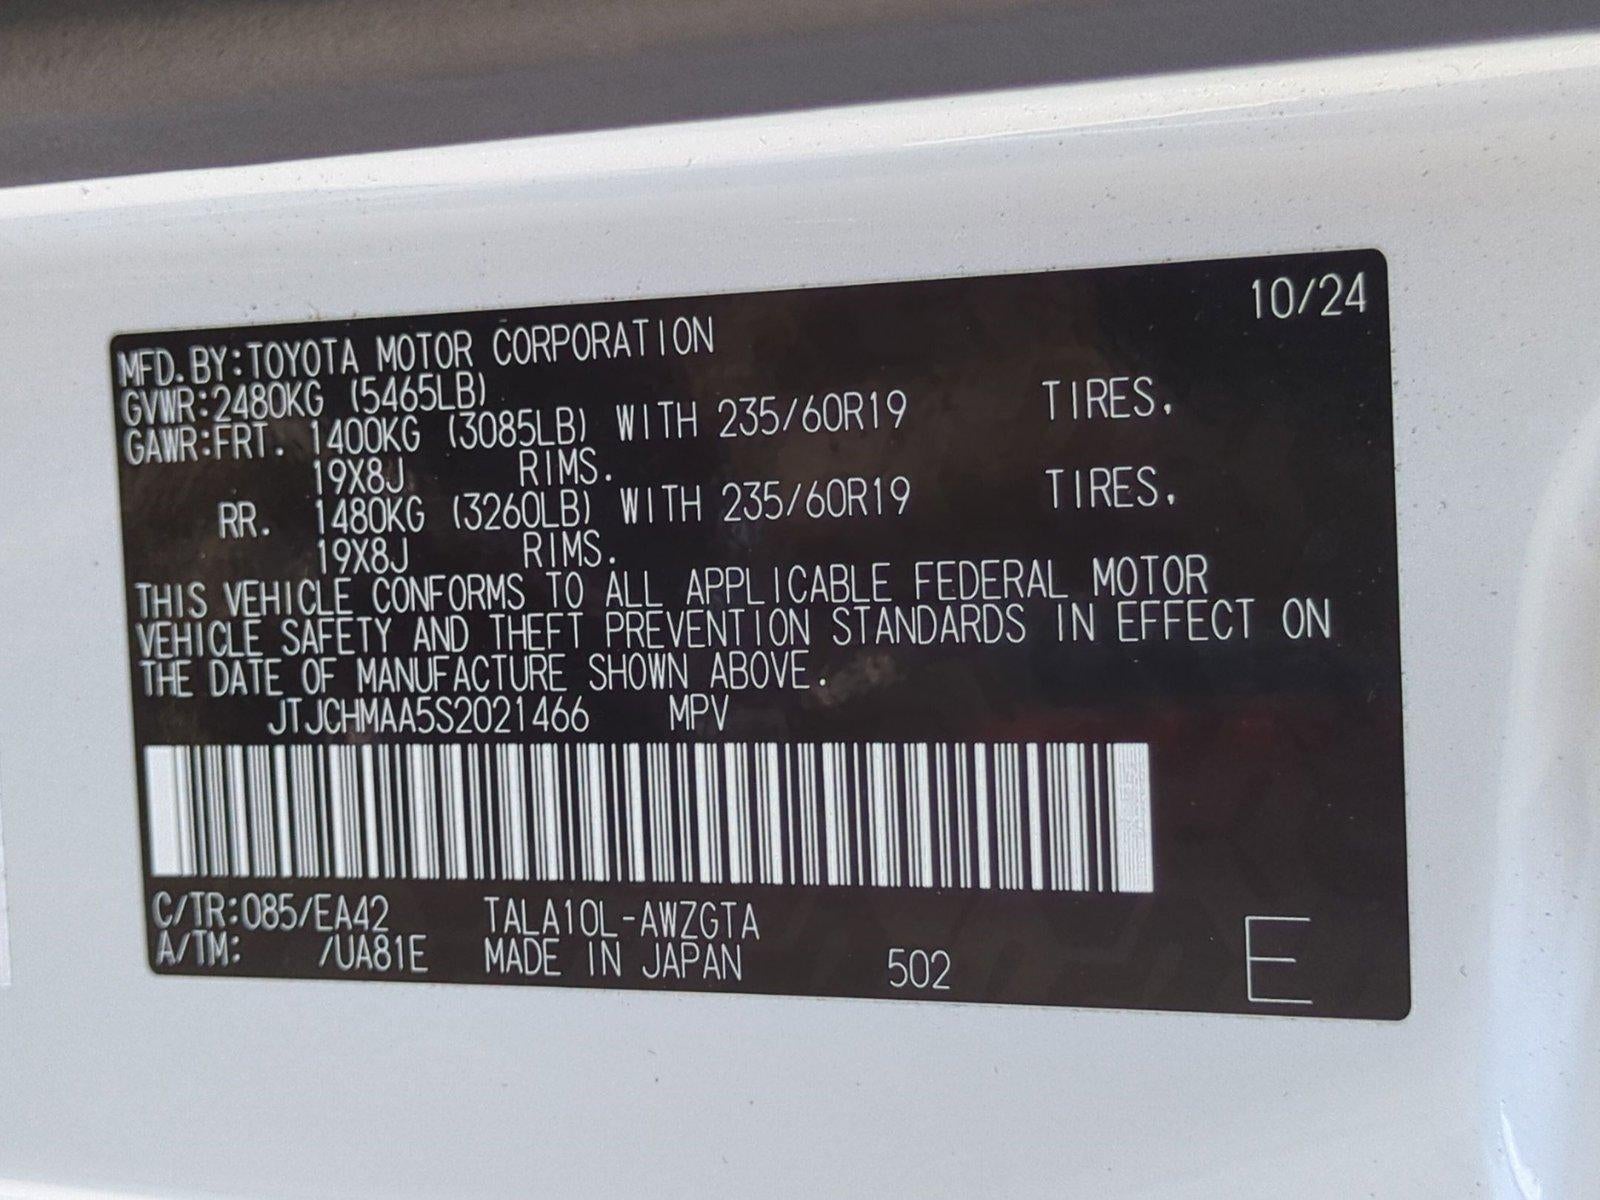 10/24
MFD.BY:TOYOTA MOTOR CORPORATION
GVWR:2480KG (5465LB)
GAWR:FRT. 1400KG (3085LB) WITH 235/60R19 TIRES.
19X8J RIMS.
RR. 1480KG (3260LB) WITH 235/60R19 TIRES.
19X8J RIMS.
THIS VEHICLE CONFORMS TO ALL APPLICABLE FEDERAL MOTOR
VEHICLE SAFETY AND THEFT PREVENTION STANDARDS IN EFFECT ON
THE DATE OF MANUFACTURE SHOWN ABOVE.
JTJCHMAA5S2021466 MPV
C/TR:085/EA42 TALA10L-AWZGTA
A/TM: /UA81E MADE IN JAPAN 502 E